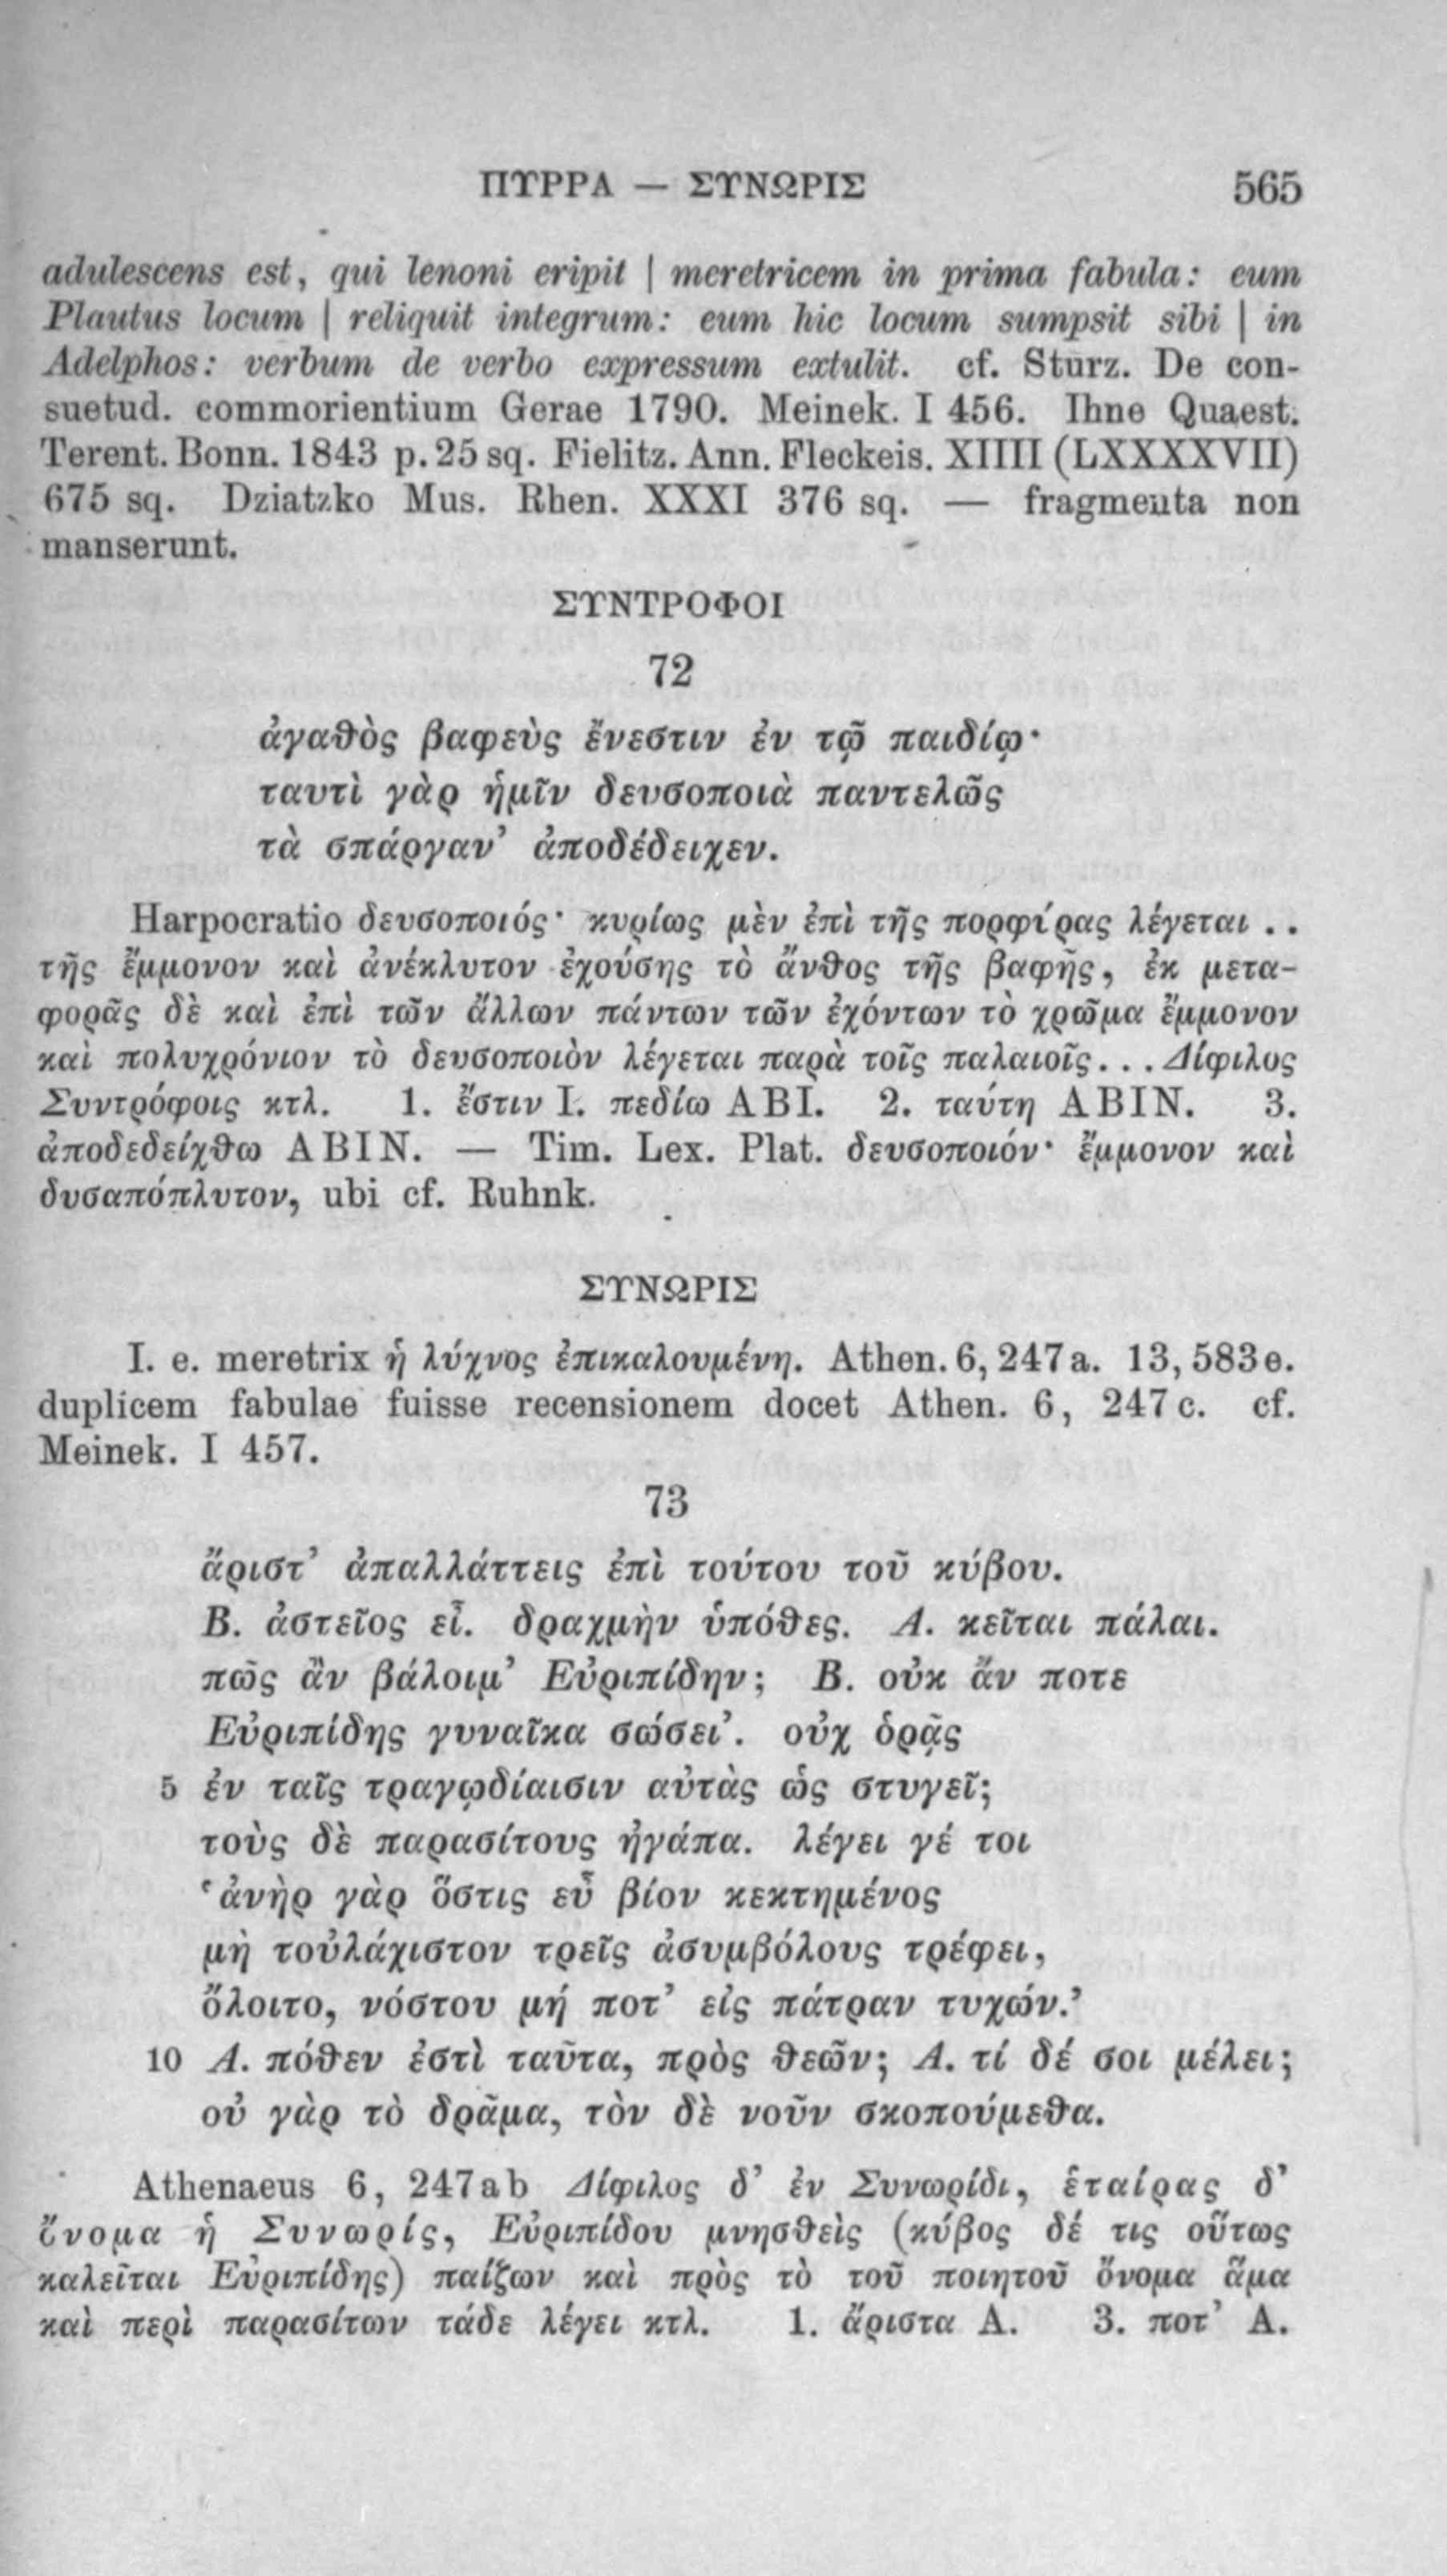 ΠΥΡΡΑ — ΣΥΝΩΡΙΣ 565
adulescens est, qui lenoni eripit | meretricem in prima fabula: eum
Plautus locum | reliquit integrum: eum hic locum sumpsit sibi | in
Adelphos: verbum de verbo expressum extulit. cf. Sturz. De con-
suetud. commorientium Gerae 1790. Meinek. I 456. Ihne Quaest.
Terent. Bonn. 1843 p. 25 sq. Fielitz. Ann. Fleckeis. XIIII (LXXXXVII)
675 sq. Dziatzko Mus. Rhen. XXXI 376 sq. — fragmenta non
manserunt.
ΣΥΝΤΡΟΦΟΙ
72
ἀγαθὸς βαφεὺς ἔνεστιν ἐν τῷ παιδίῳ·
ταυτὶ γὰρ ἡμῖν δευσοποιὰ παντελῶς
τὰ σπάργαν’ ἀποδέδειχεν.
Harpocratio δευσοποιός· κυρίως μὲν ἐπὶ τῆς πορφύρας λέγεται ..
τῆς ἔμμονον καὶ ἀνέκλυτον ἐχούσης τὸ ἄνθος τῆς βαφῆς, ἐκ μετα-
φορᾶς δὲ καὶ ἐπὶ τῶν ἄλλων πάντων τῶν ἐχόντων τὸ χρῶμα ἔμμονον
καὶ πολυχρόνιον τὸ δευσοποιὸν λέγεται παρὰ τοῖς παλαιοῖς... Δίφιλος
Συντρόφοις κτλ. 1. ἔστιν I. πεδίω ABI. 2. ταύτη ABIN. 3.
ἀποδεδείχθω ABIN. — Tim. Lex. Plat. δευσοποιόν· ἔμμονον καὶ
δυσαπόπλυτον, ubi cf. Ruhnk.
ΣΥΝΩΡΙΣ
I. e. meretrix ἡ λύχνος ἐπικαλουμένη. Athen. 6, 247 a. 13, 583 e.
duplicem fabulae fuisse recensionem docet Athen. 6, 247 c. cf.
Meinek. I 457.
73
ἄριστ’ ἀπαλλάττεις ἐπὶ τούτου τοῦ κύβου.
Β. ἀστεῖος εἶ. δραχμὴν ὑπόθες. Α. κεῖται πάλαι.
πῶς ἂν βάλοιμ’ Εὐριπίδην; Β. οὐκ ἄν ποτε
Εὐριπίδης γυναῖκα σώσει’. οὐχ ὁρᾷς
5 ἐν ταῖς τραγῳδίαισιν αὐτὰς ὡς στυγεῖ;
τοὺς δὲ παρασίτους ἠγάπα. λέγει γέ τοι
‘ἀνὴρ γὰρ ὅστις εὖ βίον κεκτημένος
μὴ τοὐλάχιστον τρεῖς ἀσυμβόλους τρέφει,
ὄλοιτο, νόστου μή ποτ’ εἰς πάτραν τυχών.’
10 Α. πόθεν ἐστὶ ταῦτα, πρὸς θεῶν; Α. τί δέ σοι μέλει;
οὐ γὰρ τὸ δρᾶμα, τὸν δὲ νοῦν σκοπούμεθα.
Athenaeus 6, 247 ab Δίφιλος δ’ ἐν Συνωρίδι, ἑταίρας δ’
ὄνομα ἡ Συνωρίς, Εὐριπίδου μνησθεὶς (κύβος δέ τις οὕτως
καλεῖται Εὐριπίδης) παίζων καὶ πρὸς τὸ τοῦ ποιητοῦ ὄνομα ἅμα
καὶ περὶ παρασίτων τάδε λέγει κτλ. 1. ἄριστα A. 3. ποτ’ A.